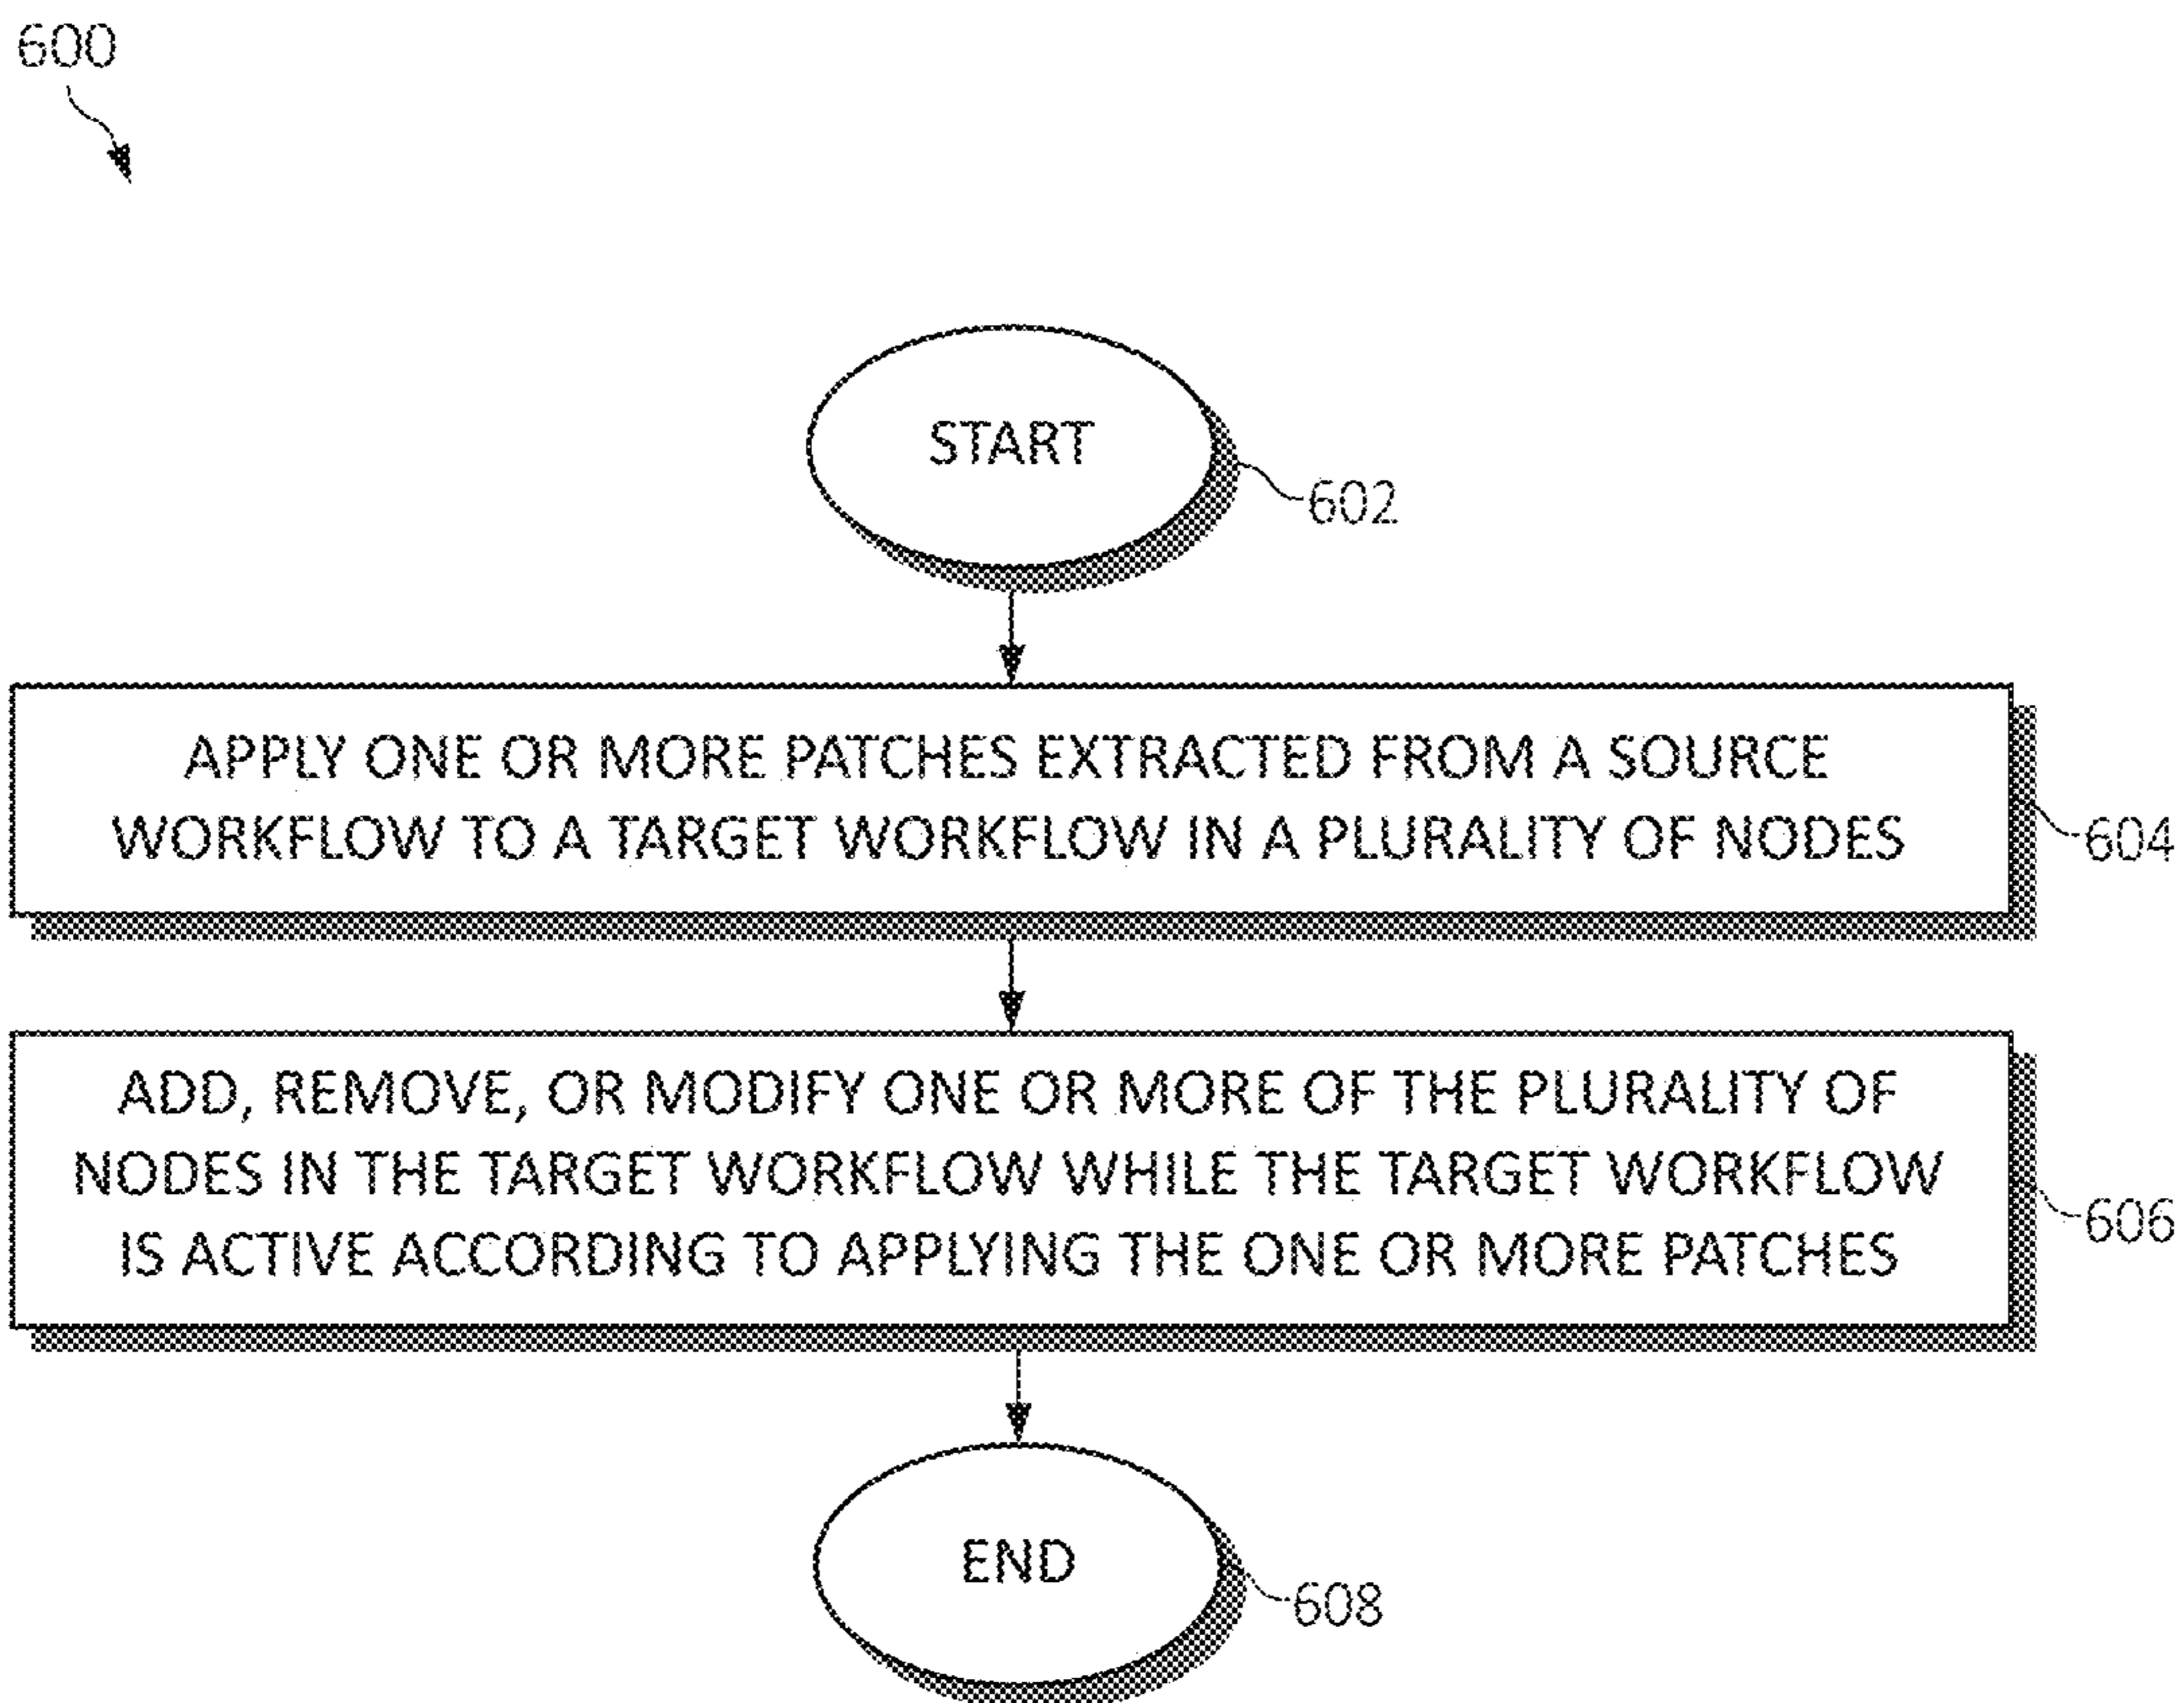 600
START
602
APPLY ONE OR MORE PATCHES EXTRACTED FROM A SOURCE
WORKFLOW TO A TARGET WORKFLOW IN A PLURALITY OF NODES
604
ADD, REMOVE, OR MODIFY ONE OR MORE OF THE PLURALITY OF
NODES IN THE TARGET WORKFLOW WHILE THE TARGET WORKFLOW
IS ACTIVE ACCORDING TO APPLYING THE ONE OR MORE PATCHES
606
END
608